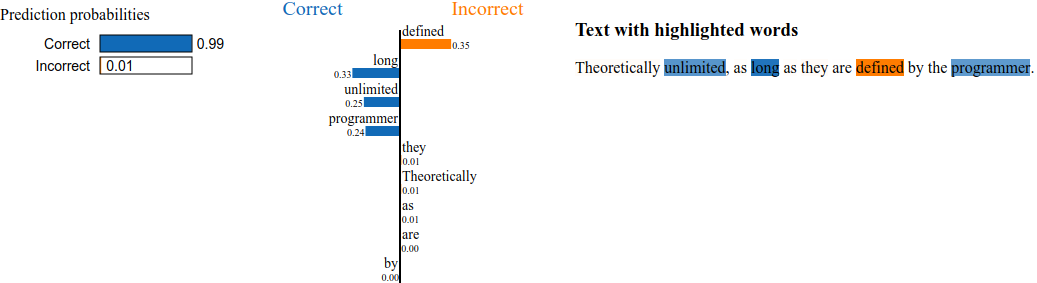 Prediction probabilities
Correct 0.99
Incorrect 0.01
Correct Incorrect
defined
0.35
long
0.33
unlimited
0.25
programmer
0.24
they
0.01
Theoretically
0.01
as
0.01
are
0.00
by
0.00
Text with highlighted words
Theoretically unlimited, as long as they are defined by the programmer.